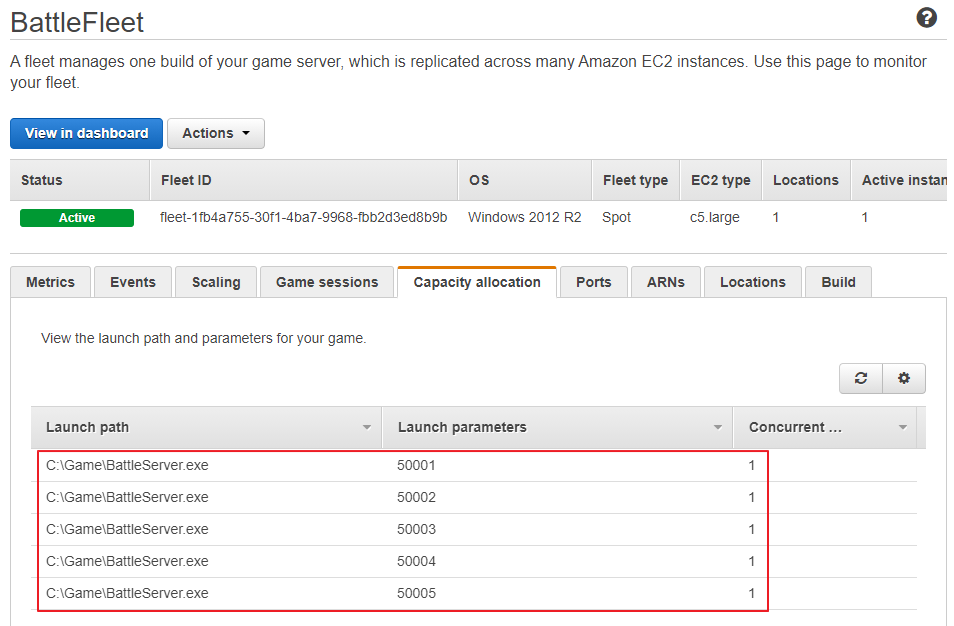 BattleFleet
A fleet manages one build of your game server, which is replicated across many Amazon EC2 instances. Use this page to monitor
your fleet.
View in dashboard Actions
Status Fleet ID OS Fleet type EC2 type Locations Active instan
Active fleet-1fb4a755-30f1-4ba7-9968-fbb2d3ed8b9b Windows 2012 R2 Spot c5.large 1 1
Metrics Events Scaling Game sessions Capacity allocation Ports ARNs Locations Build
View the launch path and parameters for your game.
Launch path Launch parameters Concurrent ...
C:\Game\BattleServer.exe 50001 1
C:\Game\BattleServer.exe 50002 1
C:\Game\BattleServer.exe 50003 1
C:\Game\BattleServer.exe 50004 1
C:\Game\BattleServer.exe 50005 1